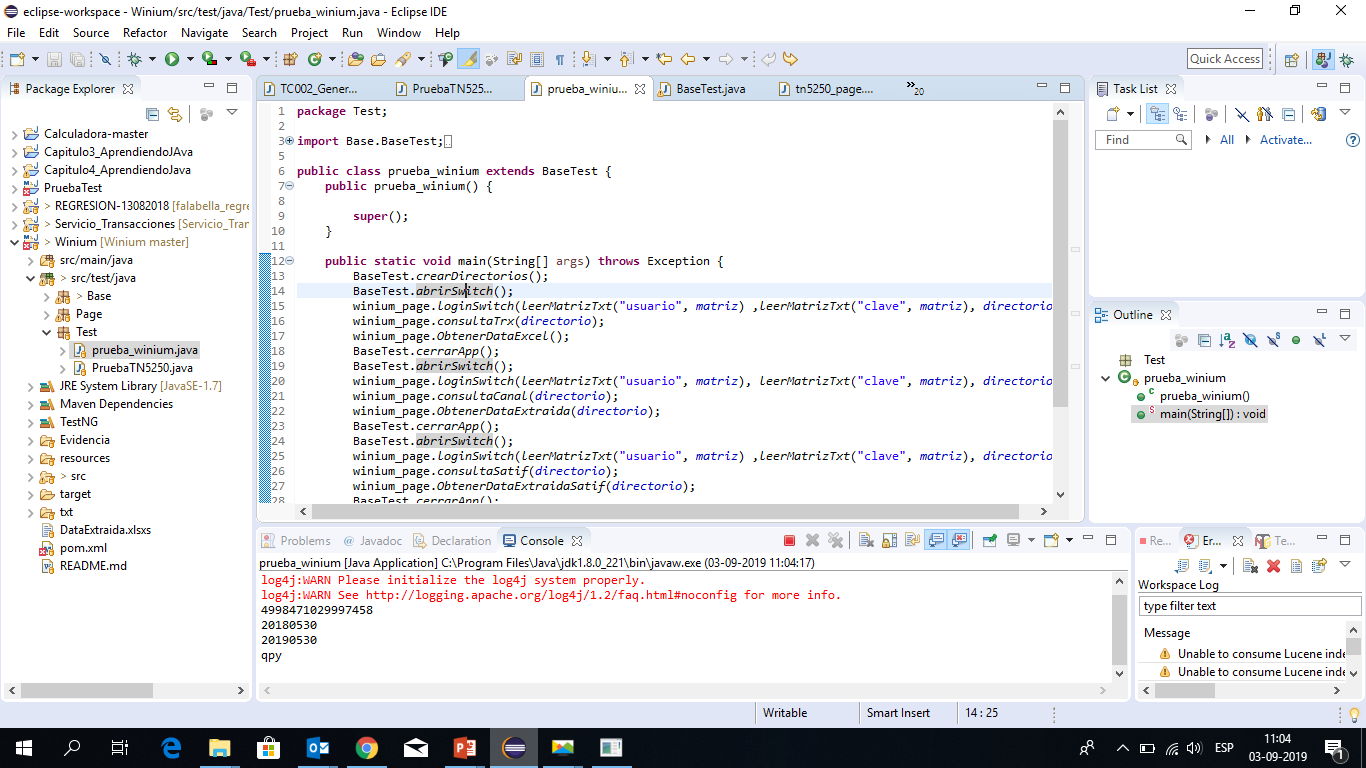 eclipse-workspace - Winium/src/test/java/Test/prueba_winium.java - Eclipse IDE
File Edit Source Refactor Navigate Search Project Run Window Help
Quick Access
Package Explorer
Calculadora-master
Capitulo3_AprendiendoJAva
Capitulo4_AprendiendoJava
PruebaTest
> REGRESION-13082018 [falabella_regre
> Servicio_Transacciones [Servicio_Tran
> Winium [Winium master]
src/main/java
> src/test/java
> Base
Page
Test
prueba_winium.java
PruebaTN5250.java
JRE System Library [JavaSE-1.7]
Maven Dependencies
TestNG
Evidencia
resources
> src
target
txt
DataExtraida.xlsxs
pom.xml
README.md
TC002_Gener... PruebaTN525... prueba_winiu... BaseTest.java tn5250_page.... »20
1 package Test;
2
3 import Base.BaseTest;
5
6 public class prueba_winium extends BaseTest {
7 public prueba_winium() {
8
9 super();
10 }
11
12 public static void main(String[] args) throws Exception {
13 BaseTest.crearDirectorios();
14 BaseTest.abrirSwitch();
15 winium_page.loginSwitch(leerMatrizTxt("usuario", matriz) ,leerMatrizTxt("clave", matriz), directorio
16 winium_page.consultaTrx(directorio);
17 winium_page.ObtenerDataExcel();
18 BaseTest.cerrarApp();
19 BaseTest.abrirSwitch();
20 winium_page.loginSwitch(leerMatrizTxt("usuario", matriz), leerMatrizTxt("clave", matriz), directorio
21 winium_page.consultaCanal(directorio);
22 winium_page.ObtenerDataExtraida(directorio);
23 BaseTest.cerrarApp();
24 BaseTest.abrirSwitch();
25 winium_page.loginSwitch(leerMatrizTxt("usuario", matriz) ,leerMatrizTxt("clave", matriz), directorio
26 winium_page.consultaSatif(directorio);
27 winium_page.ObtenerDataExtraidaSatif(directorio);
28 BaseTest.cerrarApp();
Task List
Find All Activate...
Outline
Test
prueba_winium
prueba_winium()
main(String[]) : void
Problems Javadoc Declaration Console
prueba_winium [Java Application] C:\Program Files\Java\jdk1.8.0_221\bin\javaw.exe (03-09-2019 11:04:17)
log4j:WARN Please initialize the log4j system properly.
log4j:WARN See http://logging.apache.org/log4j/1.2/faq.html#noconfig for more info.
4998471029997458
20180530
20190530
qpy
Re... Er... Te...
Workspace Log
type filter text
Message
Unable to consume Lucene inde
Unable to consume Lucene inde
Writable Smart Insert 14 : 25
ESP
11:04
03-09-2019
1